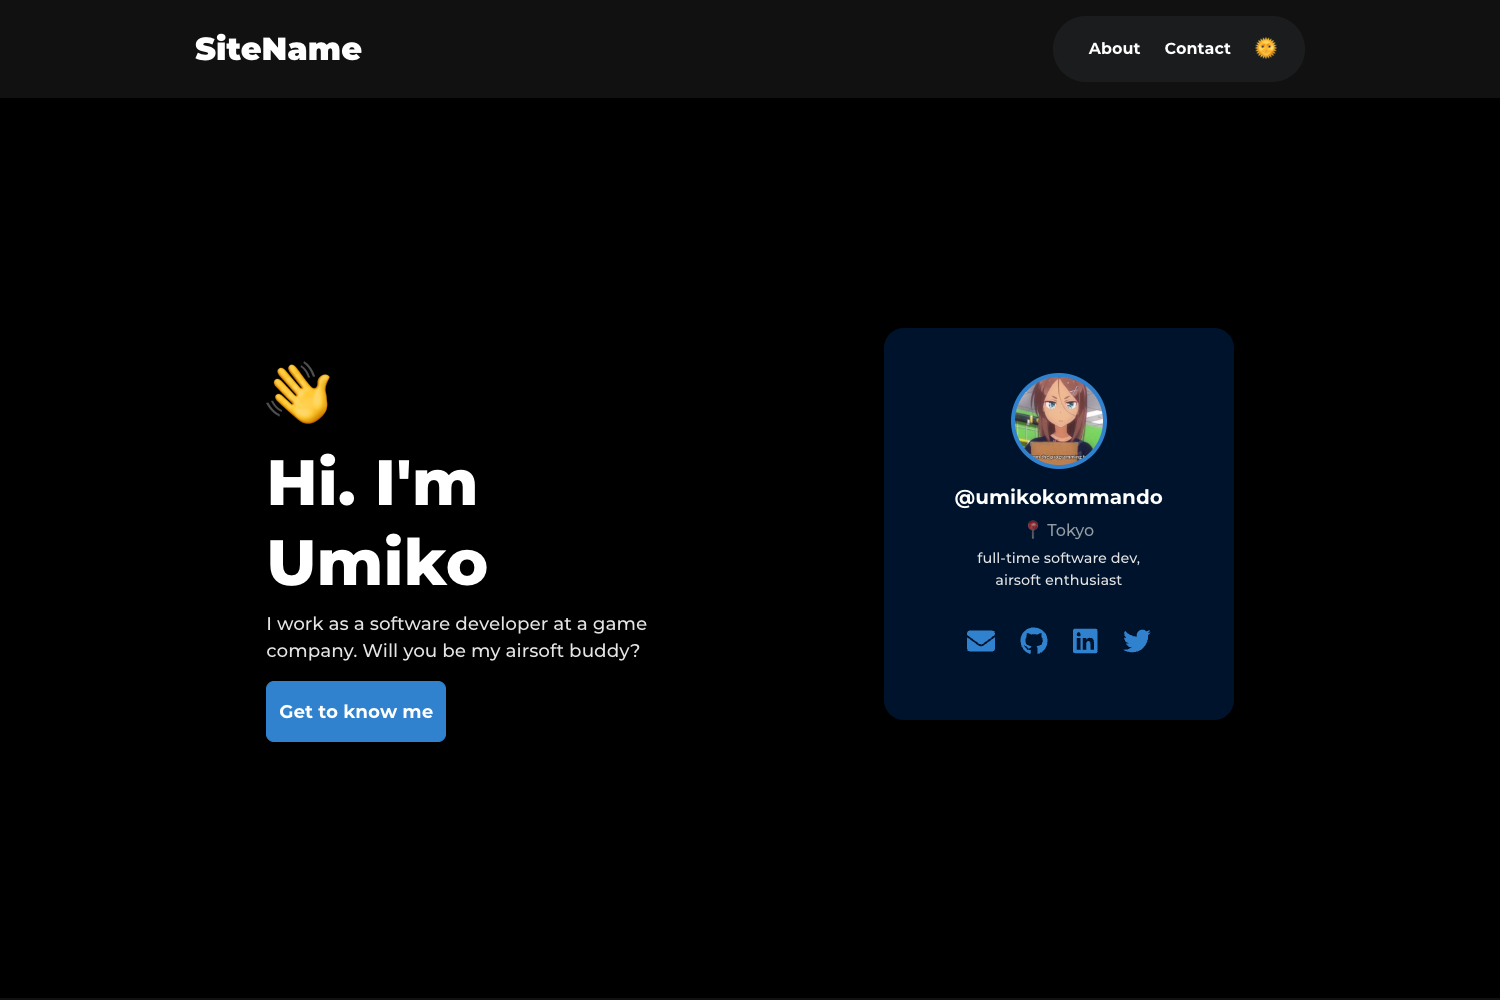 SiteName
About Contact
Hi. I'm
Umiko
I work as a software developer at a game
company. Will you be my airsoft buddy?
Get to know me
@umikokommando
Tokyo
full-time software dev,
airsoft enthusiast
in